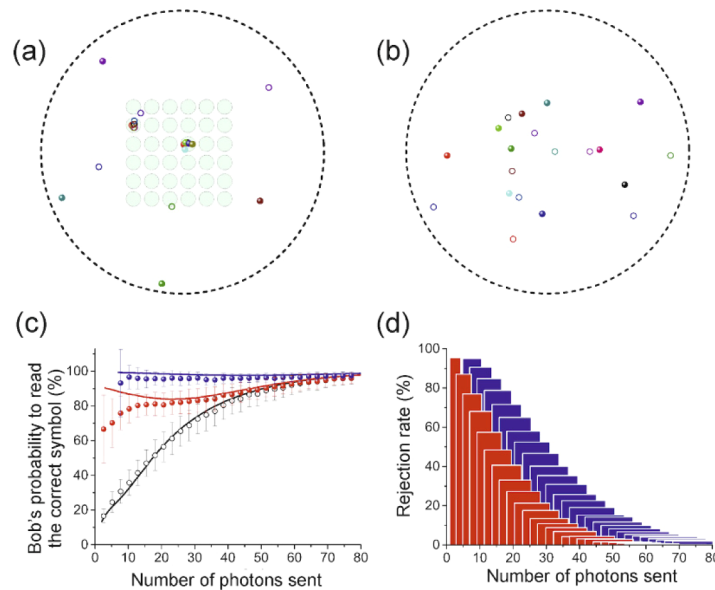 (a)
(b)
(c)
Bob's probability to read
the correct symbol (%)
100
80
60
40
20
0
0 10 20 30 40 50 60 70 80
Number of photons sent
(d)
Rejection rate (%)
100
80
60
40
20
0 10 20 30 40 50 60 70 80
Number of photons sent